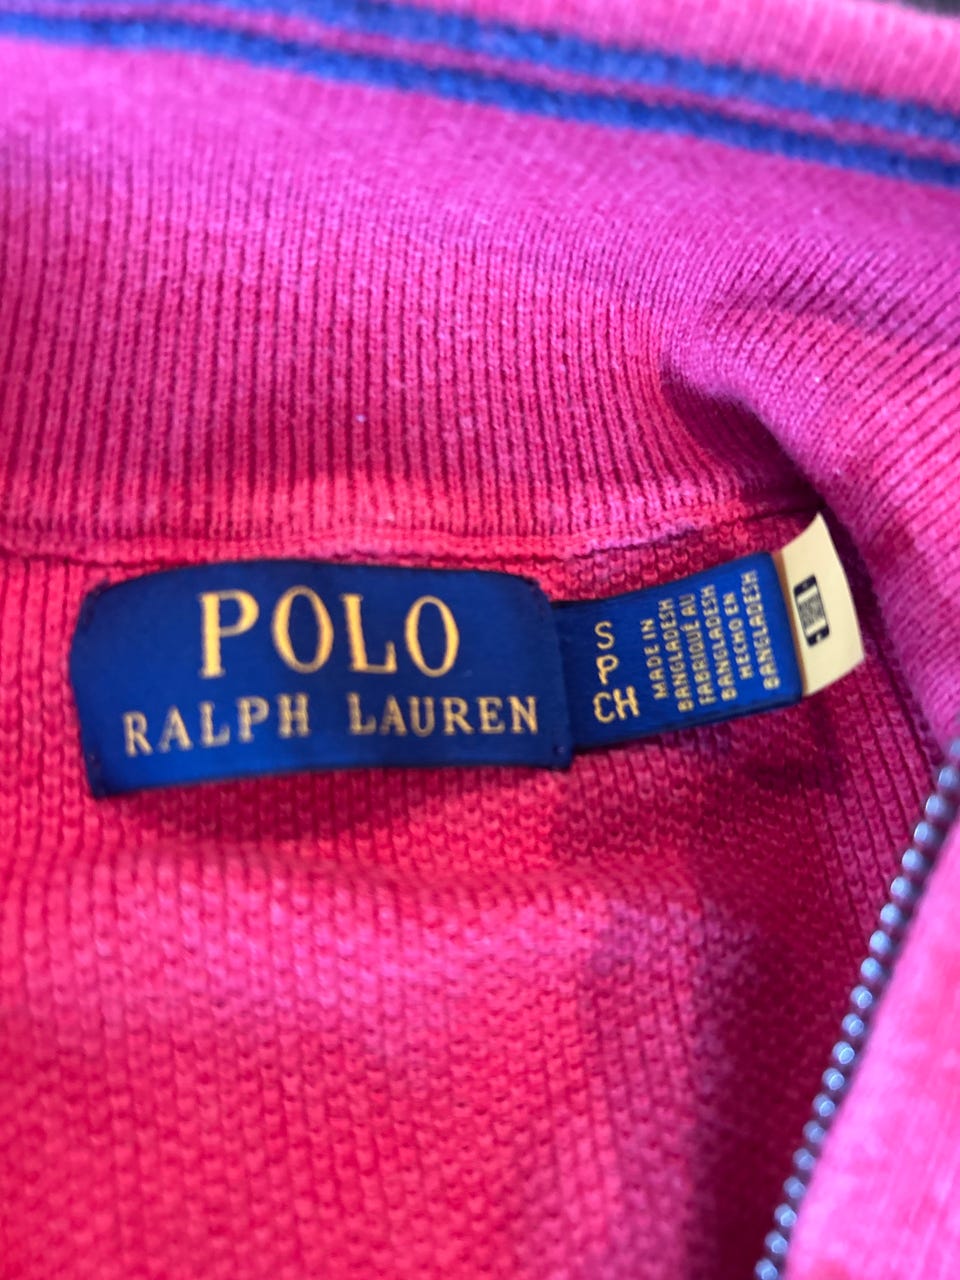 POLO
RALPH LAUREN
S
P
CH
MADE IN
BANGLADESH
FABRIQUÉ AU
BANGLADESH
HECHO EN
BANGLADESH